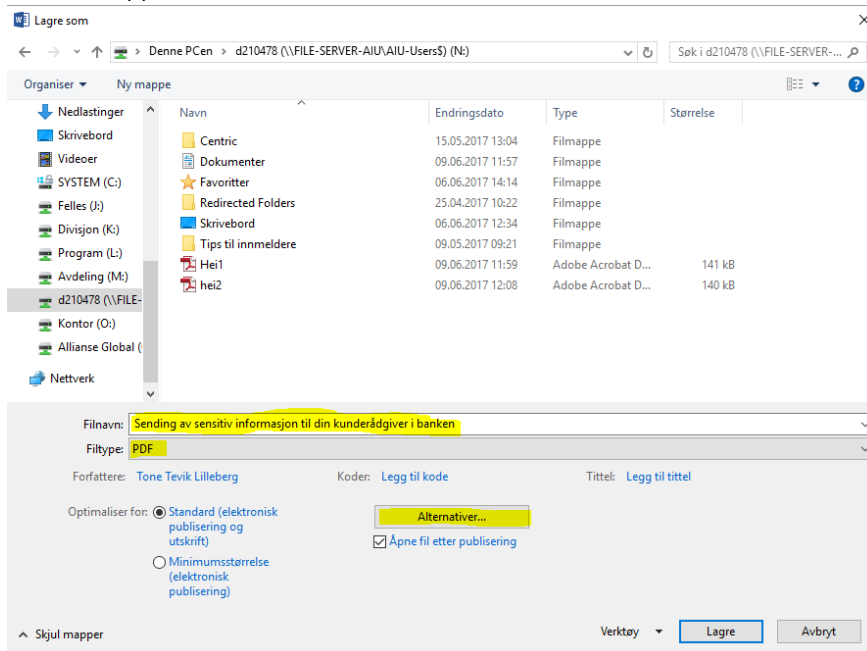 Lagre som
Denne PCen > d210478 (\\FILE-SERVER-AIU\AIU-Users$) (N:)
Søk i d210478 (\\FILE-SERVER-...
Organiser Ny mappe
Nedlastinger
Skrivebord
Videoer
SYSTEM (C:)
Felles (J:)
Divisjon (K:)
Program (L:)
Avdeling (M:)
d210478 (\\FILE-
Kontor (O:)
Allianse Global (
Nettverk
Navn Endringsdato Type Størrelse
Centric 15.05.2017 13:04 Filmappe
Dokumenter 09.06.2017 11:57 Filmappe
Favoritter 06.06.2017 14:14 Filmappe
Redirected Folders 25.04.2017 10:22 Filmappe
Skrivebord 06.06.2017 12:34 Filmappe
Tips til innmeldere 09.05.2017 09:21 Filmappe
Hei1 09.06.2017 11:59 Adobe Acrobat D... 141 kB
hei2 09.06.2017 12:08 Adobe Acrobat D... 140 kB
Filnavn: Sending av sensitiv informasjon til din kunderådgiver i banken
Filtype: PDF
Forfattere: Tone Tevik Lilleberg Koder: Legg til kode Tittel: Legg til tittel
Optimaliser for: Standard (elektronisk
publisering og
utskrift)
Minimumsstørrelse
(elektronisk
publisering)
Alternativer...
Åpne fil etter publisering
Skjul mapper Verktøy Lagre Avbryt